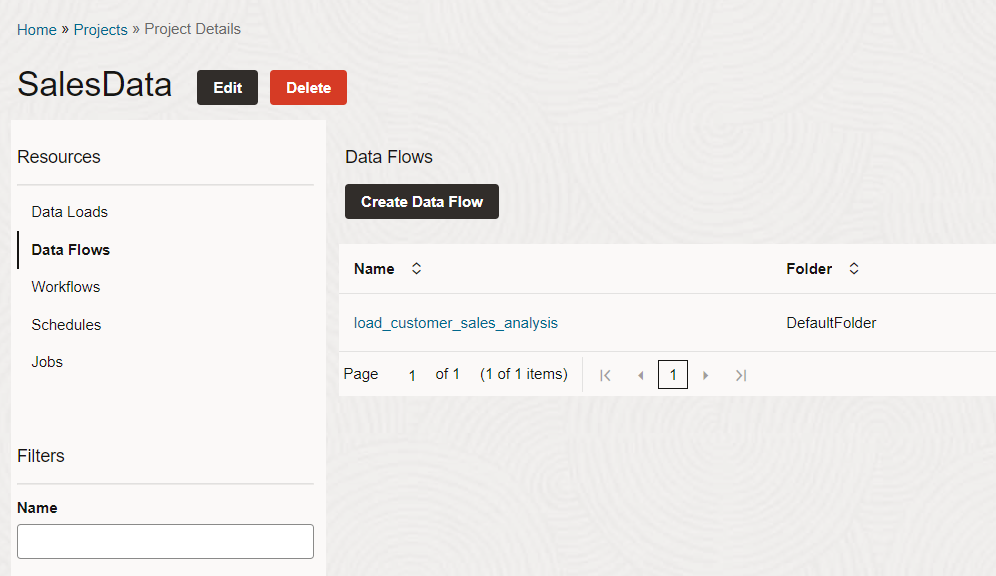 Home » Projects » Project Details
SalesData
Edit
Delete
Resources
Data Loads
Data Flows
Workflows
Schedules
Jobs
Filters
Name
Data Flows
Create Data Flow
Name Folder
load_customer_sales_analysis DefaultFolder
Page 1 of 1 (1 of 1 items) 1